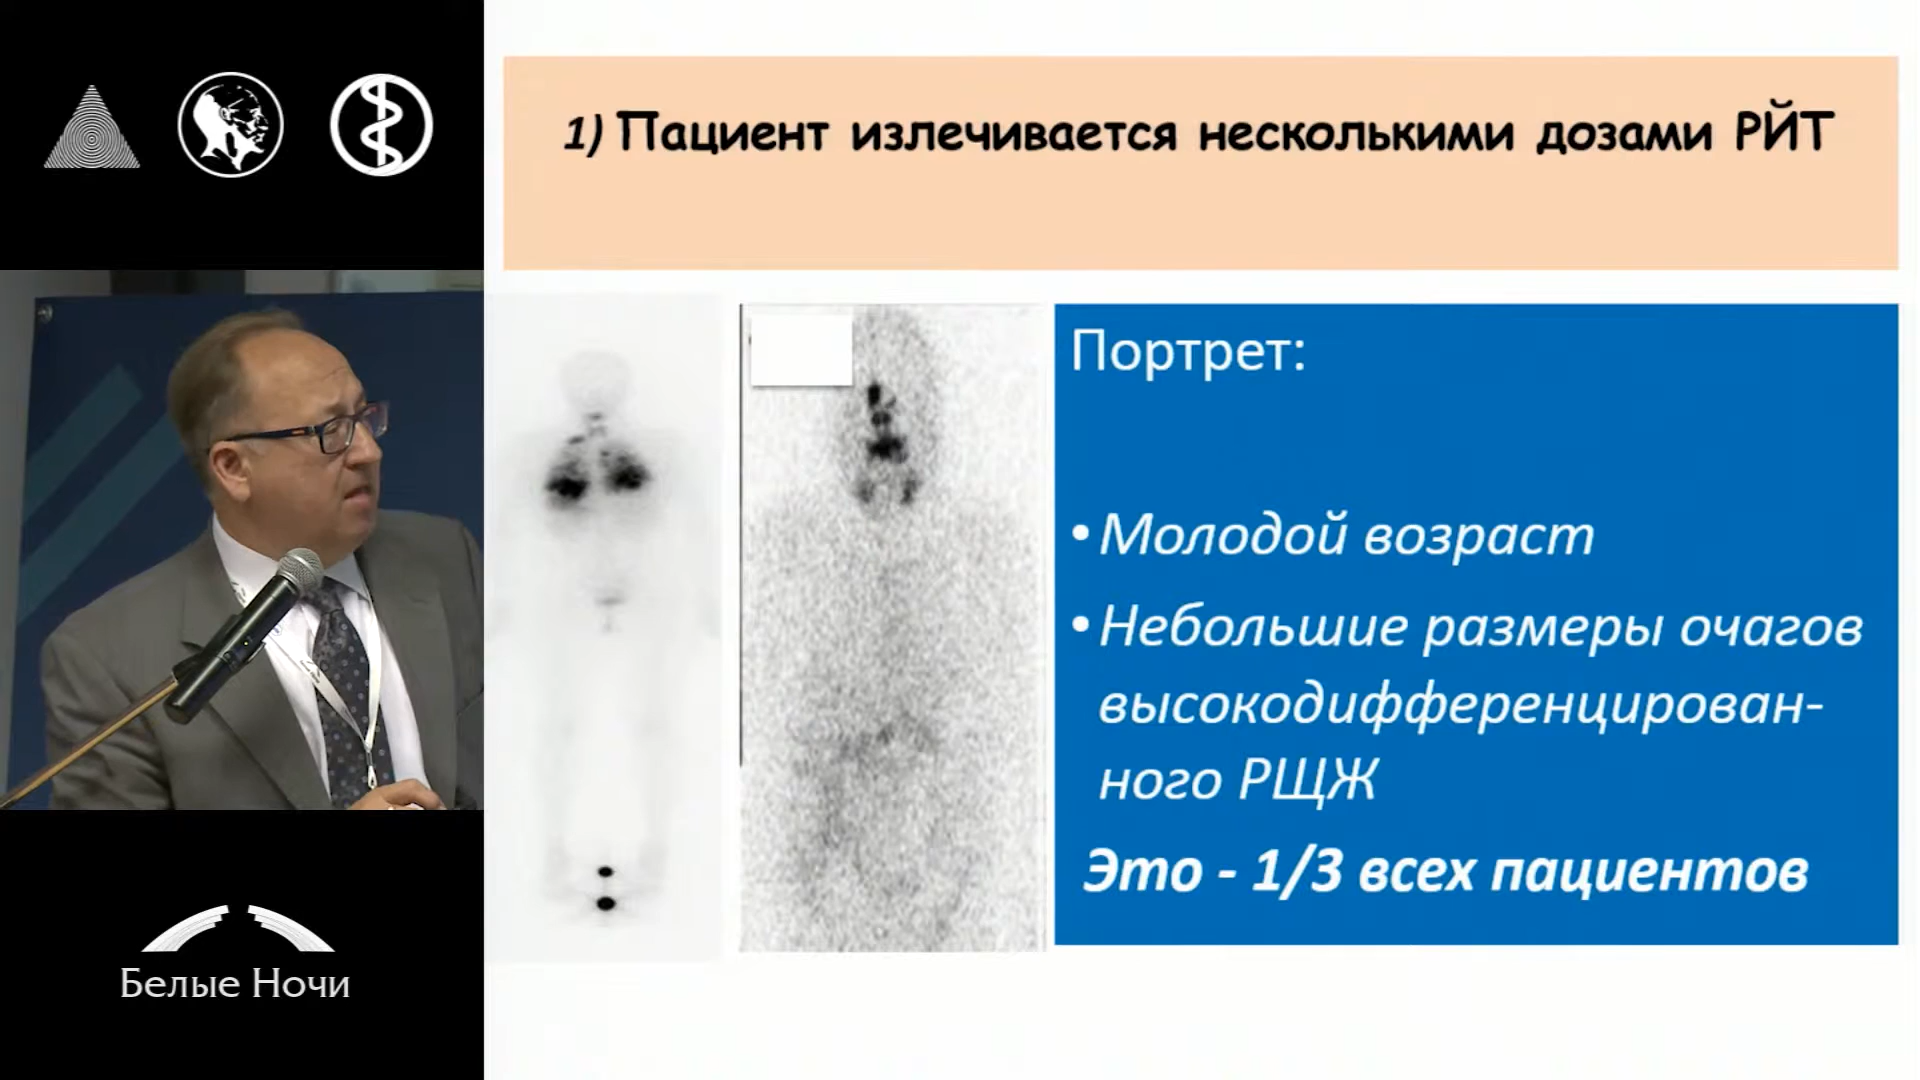 1) Пациент излечивается несколькими дозами РЙТ
Портрет:
• Молодой возраст
• Небольшие размеры очагов
высокодифференцирован-
ного РЩЖ
Это - 1/3 всех пациентов
Белые Ночи